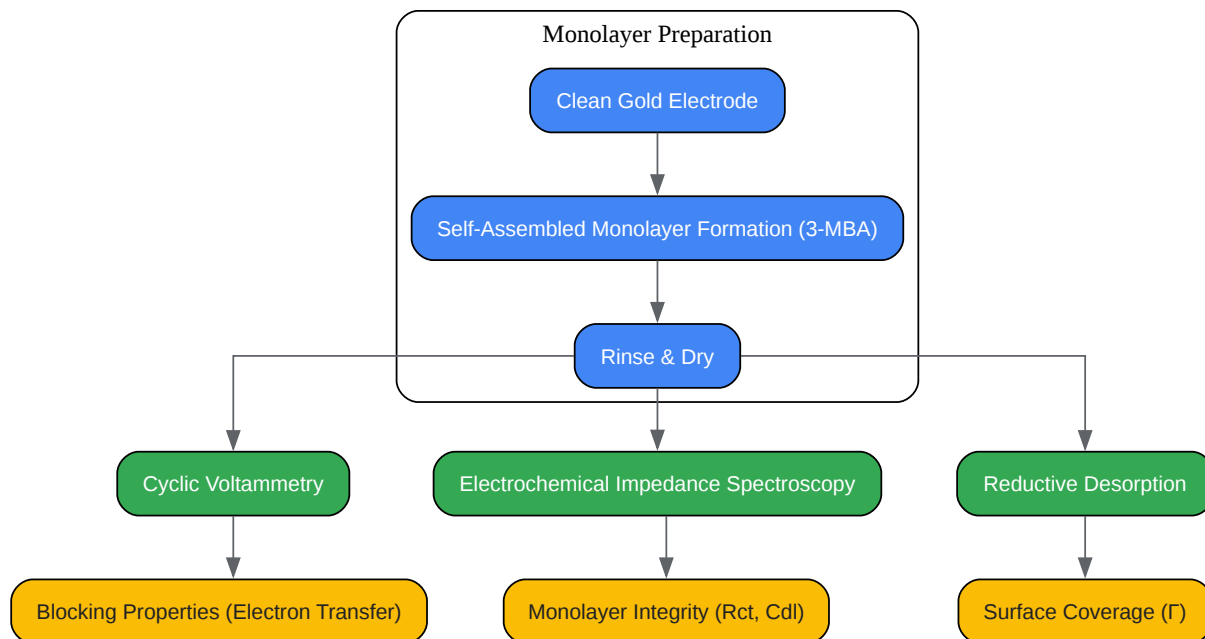 Monolayer Preparation
Clean Gold Electrode
Self-Assembled Monolayer Formation (3-MBA)
Rinse & Dry
Cyclic Voltammetry
Electrochemical Impedance Spectroscopy
Reductive Desorption
Blocking Properties (Electron Transfer)
Monolayer Integrity (Rct, Cdl)
Surface Coverage (Γ)